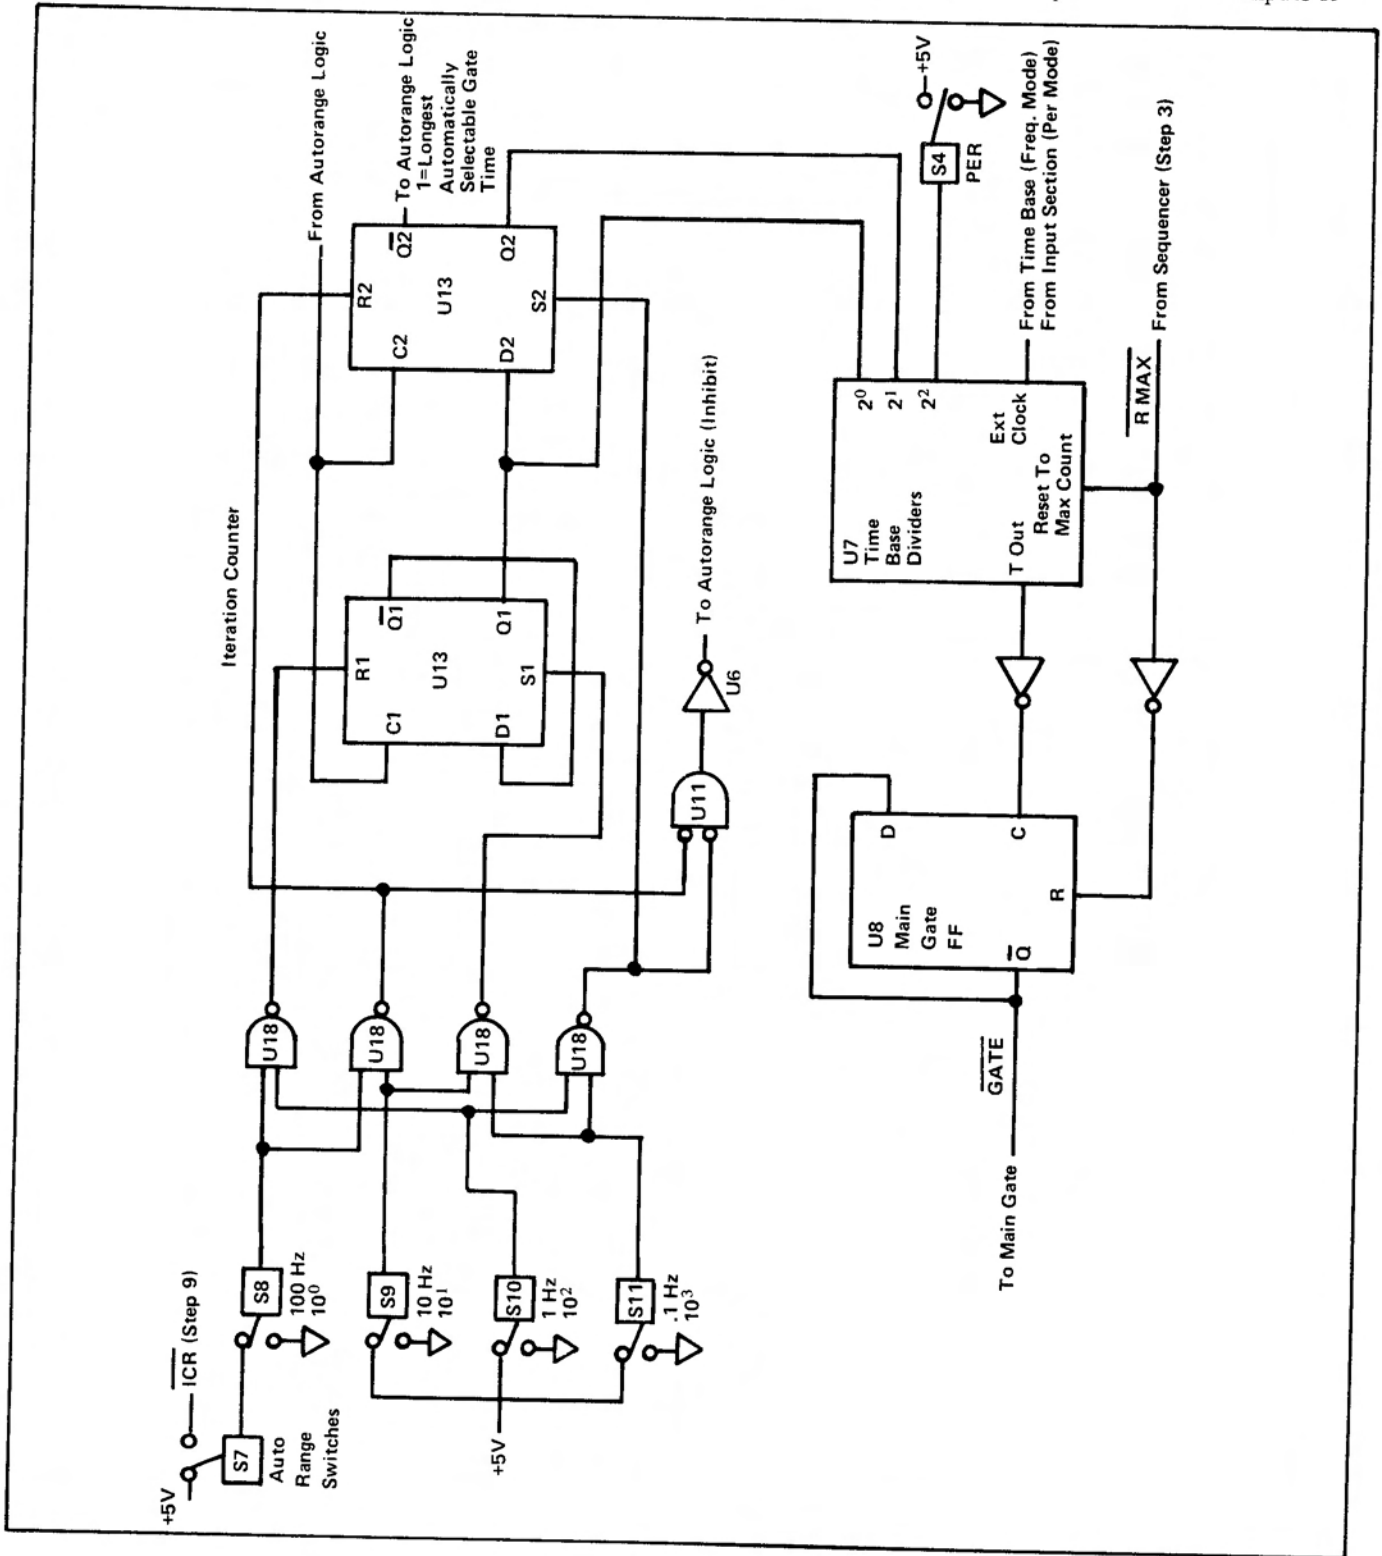 +5V
ICR (Step 9)
S7
Auto
Range
Switches
S8
100 Hz
10⁰
S9
10 Hz
10¹
+5V
S10
1 Hz
10²
S11
.1 Hz
10³
U18
U18
U18
U18
Iteration Counter
R1
C1
Q1
U13
D1
Q1
S1
U11
U6
To Autorange Logic (Inhibit)
From Autorange Logic
R2
C2
Q2
U13
D2
Q2
S2
To Autorange Logic
1=Longest
Automatically
Selectable Gate
Time
To Main Gate
GATE
U8
Main
Gate
FF
D
C
Q
R
U7
Time
Base
Dividers
2⁰
2¹
2²
Ext
Clock
T Out
Reset To
Max Count
S4
PER
+5V
From Time Base (Freq. Mode)
From Input Section (Per Mode)
R MAX
From Sequencer (Step 3)